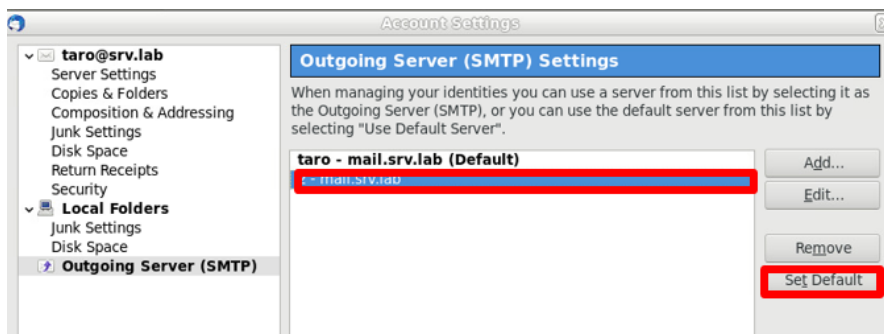 Account Settings
taro@srv.lab
Server Settings
Copies & Folders
Composition & Addressing
Junk Settings
Disk Space
Return Receipts
Security
Local Folders
Junk Settings
Disk Space
Outgoing Server (SMTP)
Outgoing Server (SMTP) Settings
When managing your identities you can use a server from this list by selecting it as
the Outgoing Server (SMTP), or you can use the default server from this list by
selecting "Use Default Server".
taro - mail.srv.lab (Default)
- mail.srv.lab
Add...
Edit...
Remove
Set Default